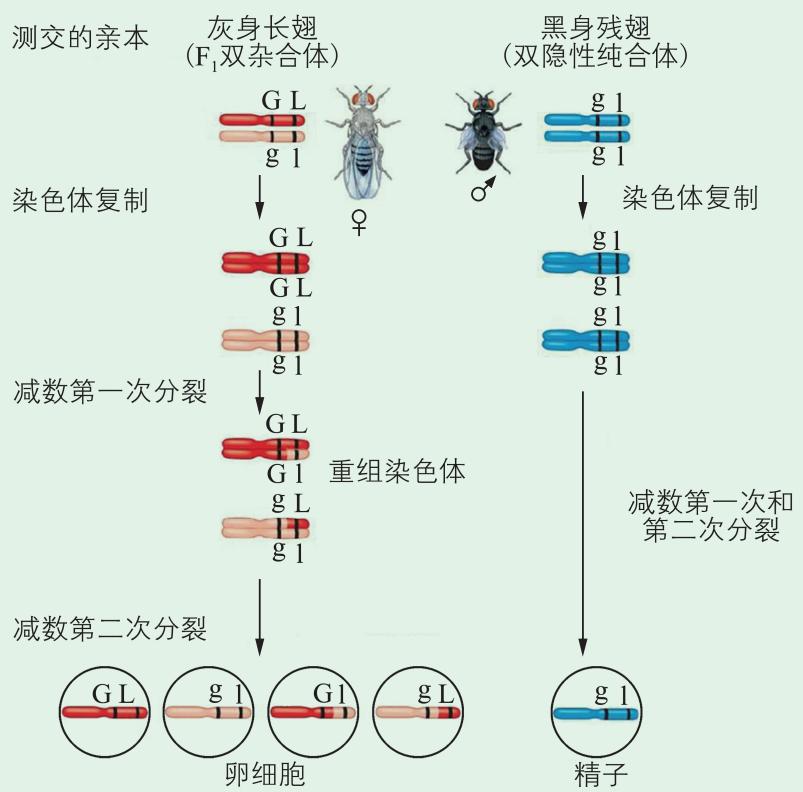 测交的亲本
灰身长翅
(F₁双杂合体)
黑身残翅
(双隐性纯合体)
G L
g l
g l
g l
♀
♂
染色体复制
染色体复制
G L
G L
g l
g l
g l
g l
g l
g l
减数第一次分裂
G L
G l
重组染色体
g L
g l
减数第一次和
第二次分裂
减数第二次分裂
G L
g l
G l
g L
g l
卵细胞
精子